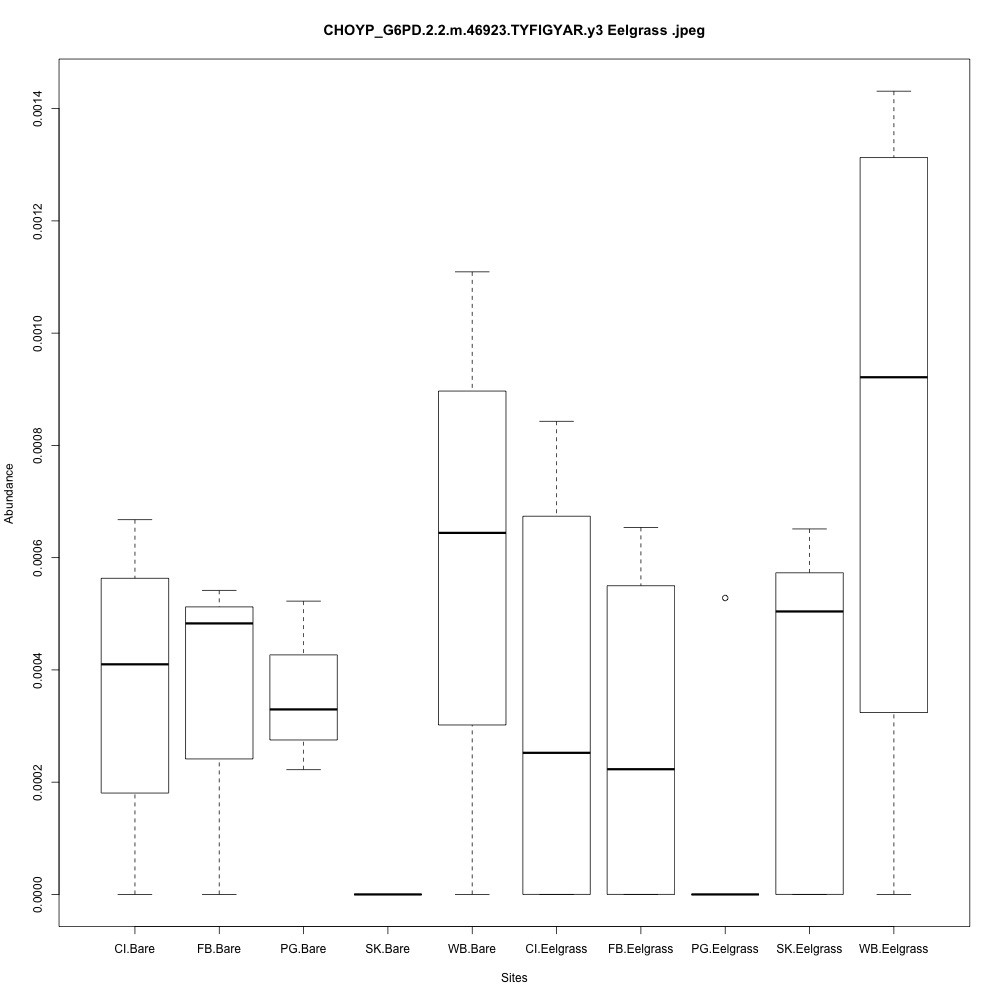 CHOYP_G6PD.2.2.m.46923.TYFIGYAR.y3 Eelgrass .jpeg
Abundance
0.0014
0.0012
0.0010
0.0008
0.0006
0.0004
0.0002
0.0000
CI.Bare FB.Bare PG.Bare SK.Bare WB.Bare CI.Eelgrass FB.Eelgrass PG.Eelgrass SK.Eelgrass WB.Eelgrass
Sites